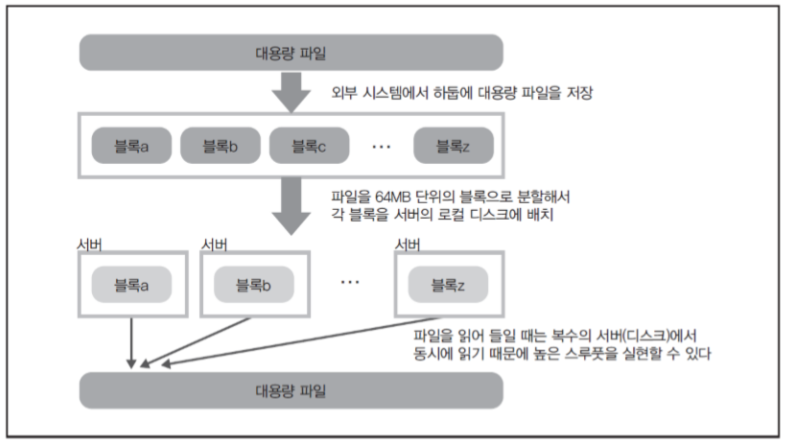 대용량 파일
외부 시스템에서 하둡에 대용량 파일을 저장
블록a 블록b 블록c ··· 블록z
파일을 64MB 단위의 블록으로 분할해서
각 블록을 서버의 로컬 디스크에 배치
서버 서버 서버
블록a 블록b ··· 블록z
파일을 읽어 들일 때는 복수의 서버(디스크)에서
동시에 읽기 때문에 높은 스루풋을 실현할 수 있다
대용량 파일